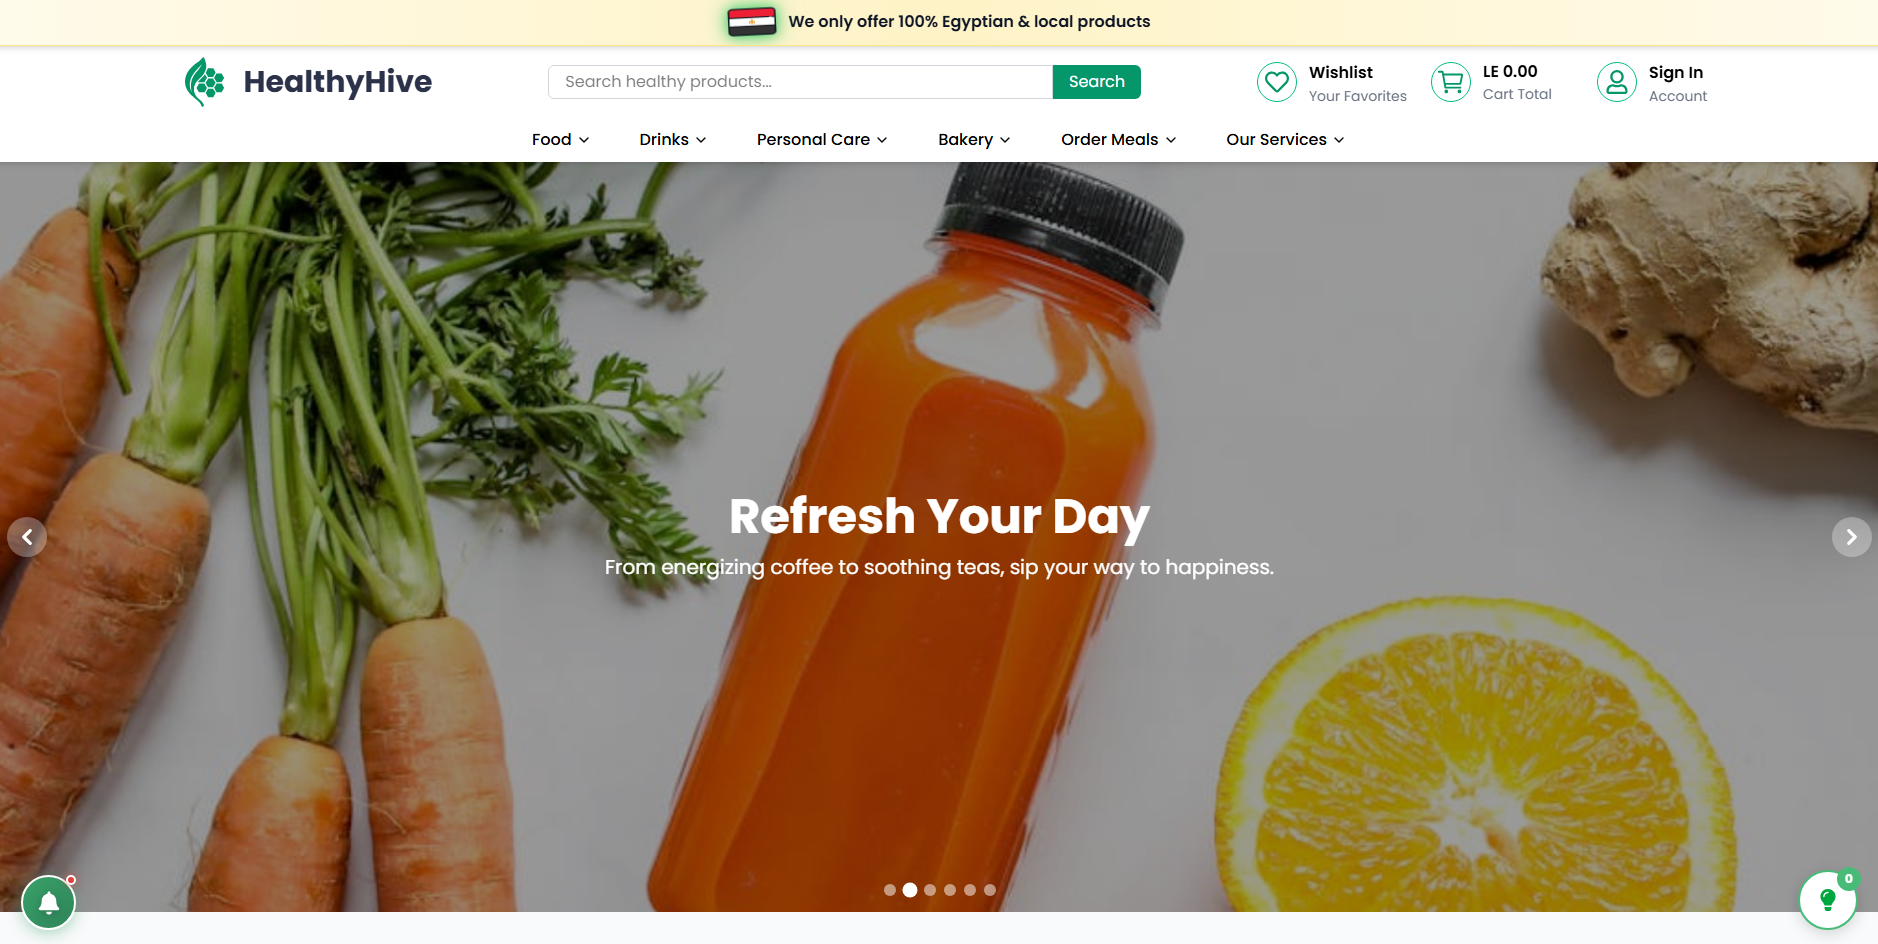 We only offer 100% Egyptian & local products
HealthyHive
Search healthy products...
Search
Wishlist
Your Favorites
LE 0.00
Cart Total
Sign In
Account
Food
Drinks
Personal Care
Bakery
Order Meals
Our Services
Refresh Your Day
From energizing coffee to soothing teas, sip your way to happiness.
0